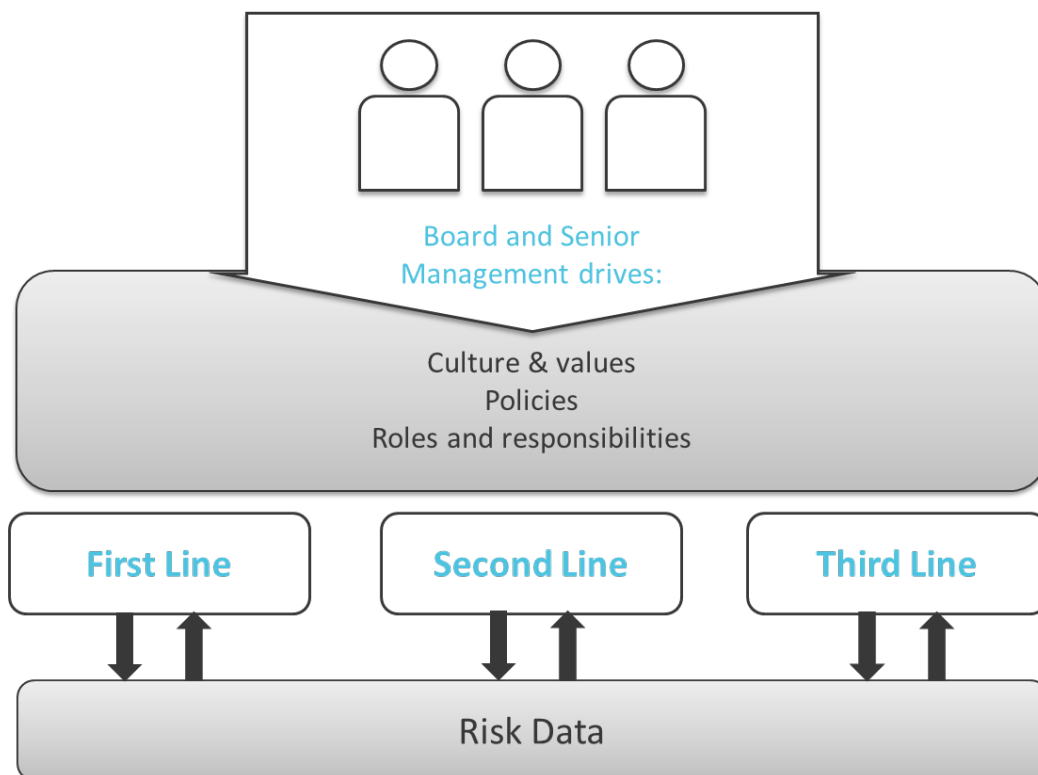 Board and Senior
Management drives:
Culture & values
Policies
Roles and responsibilities
First Line
Second Line
Third Line
Risk Data